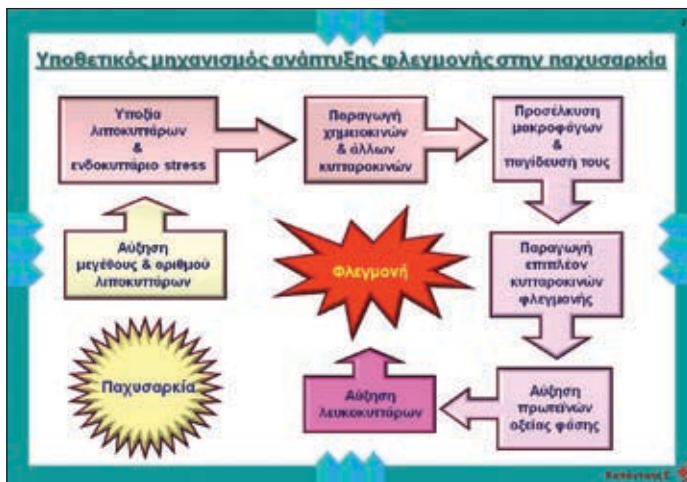 Υποθετικός μηχανισμός ανάπτυξης φλεγμονής στην παχυσαρκία
Υποξία
λιποκυττάρων
&
ενδοκυττάριο stress
Παραγωγή
χημειοκινών
& άλλων
κυτταροκινών
Προσέλκυση
μακροφάγων
&
παγίδευσή τους
Αύξηση
μεγέθους & αριθμού
λιποκυττάρων
Φλεγμονή
Παραγωγή
επιπλέον
κυτταροκινών
φλεγμονής
Παχυσαρκία
Αύξηση
λευκοκυττάρων
Αύξηση
πρωτεϊνών
οξείας φάσης